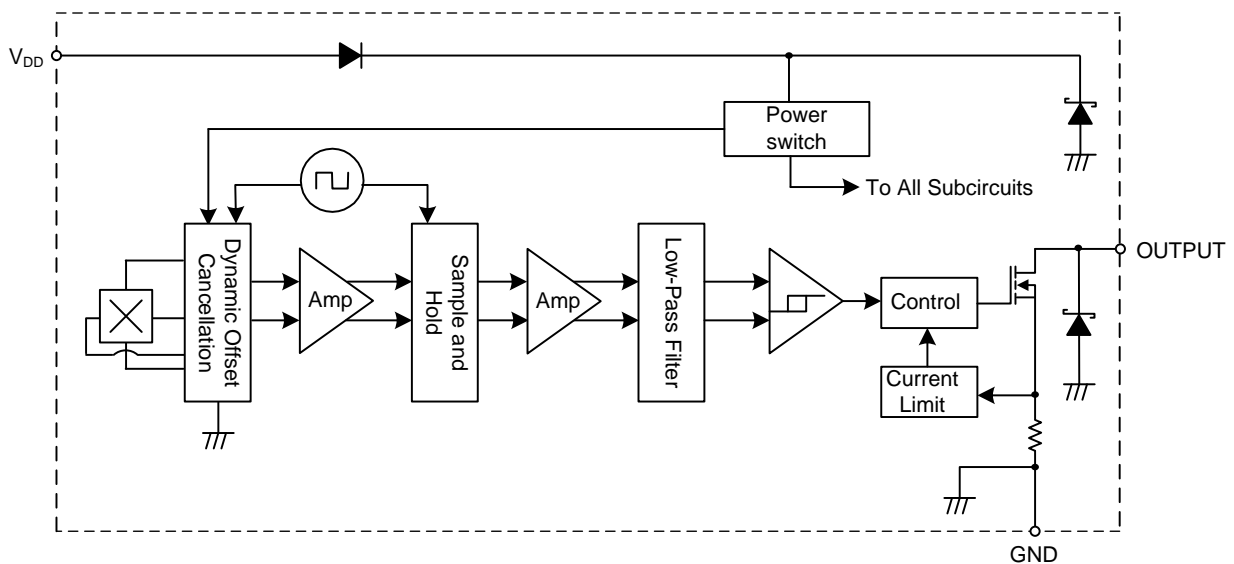 VDD
Power
switch
To All Subcircuits
Dynamic Offset
Cancellation
Amp
Sample and
Hold
Amp
Low-Pass Filter
Control
Current
Limit
OUTPUT
GND